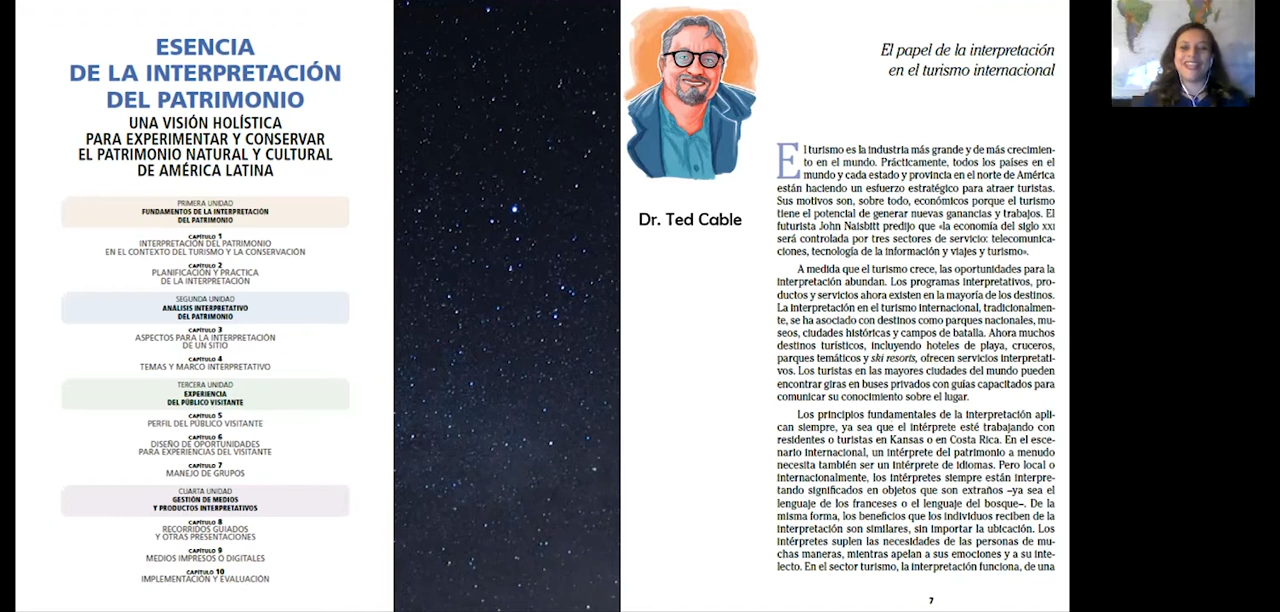 ESENCIA
DE LA INTERPRETACIÓN
DEL PATRIMONIO
UNA VISIÓN HOLÍSTICA
PARA EXPERIMENTAR Y CONSERVAR
EL PATRIMONIO NATURAL Y CULTURAL
DE AMÉRICA LATINA
PRIMERA UNIDAD
FUNDAMENTOS DE LA INTERPRETACIÓN
DEL PATRIMONIO
CAPÍTULO 1
INTERPRETACIÓN DEL PATRIMONIO
EN EL CONTEXTO DEL TURISMO Y LA CONSERVACIÓN
CAPÍTULO 2
PLANIFICACIÓN Y PRÁCTICA
DE LA INTERPRETACIÓN
SEGUNDA UNIDAD
ANÁLISIS INTERPRETATIVO
DEL PATRIMONIO
CAPÍTULO 3
ASPECTOS PARA LA INTERPRETACIÓN
DE UN SITIO
CAPÍTULO 4
TEMAS Y MARCO INTERPRETATIVO
TERCERA UNIDAD
EXPERIENCIA
DEL PÚBLICO VISITANTE
CAPÍTULO 5
PERFIL DEL PÚBLICO VISITANTE
CAPÍTULO 6
DISEÑO DE OPORTUNIDADES
PARA EXPERIENCIAS DEL VISITANTE
CAPÍTULO 7
MANEJO DE GRUPOS
CUARTA UNIDAD
GESTIÓN DE MEDIOS
Y PRODUCTOS INTERPRETATIVOS
CAPÍTULO 8
RECORRIDOS GUIADOS
Y OTRAS PRESENTACIONES
CAPÍTULO 9
MEDIOS IMPRESOS O DIGITALES
CAPÍTULO 10
IMPLEMENTACIÓN Y EVALUACIÓN
Dr. Ted Cable
El papel de la interpretación
en el turismo internacional
El turismo es la industria más grande y de más crecimien-
to en el mundo. Prácticamente, todos los países en el
mundo y cada estado y provincia en el norte de América
están haciendo un esfuerzo estratégico para atraer turistas.
Sus motivos son, sobre todo, económicos porque el turismo
tiene el potencial de generar nuevas ganancias y trabajos. El
futurista John Naisbitt predijo que «la economía del siglo XXI
será controlada por tres sectores de servicio: telecomunica-
ciones, tecnología de la información y viajes y turismo».
A medida que el turismo crece, las oportunidades para la
interpretación abundan. Los programas interpretativos, pro-
ductos y servicios ahora existen en la mayoría de los destinos.
La interpretación en el turismo internacional, tradicionalmen-
te, se ha asociado con destinos como parques nacionales, mu-
seos, ciudades históricas y campos de batalla. Ahora muchos
destinos turísticos, incluyendo hoteles de playa, cruceros,
parques temáticos y ski resorts, ofrecen servicios interpretati-
vos. Los turistas en las mayores ciudades del mundo pueden
encontrar giras en buses privados con guías capacitados para
comunicar su conocimiento sobre el lugar.
Los principios fundamentales de la interpretación apli-
can siempre, ya sea que el intérprete esté trabajando con
residentes o turistas en Kansas o en Costa Rica. En el esce-
nario internacional, un intérprete del patrimonio a menudo
necesita también ser un intérprete de idiomas. Pero local o
internacionalmente, los intérpretes siempre están interpre-
tando significados en objetos que son extraños –ya sea el
lenguaje de los franceses o el lenguaje del bosque–. De la
misma forma, los beneficios que los individuos reciben de la
interpretación son similares, sin importar la ubicación. Los
intérpretes suplen las necesidades de las personas de mu-
chas maneras, mientras apelan a sus emociones y a su inte-
lecto. En el sector turismo, la interpretación funciona, de una
7